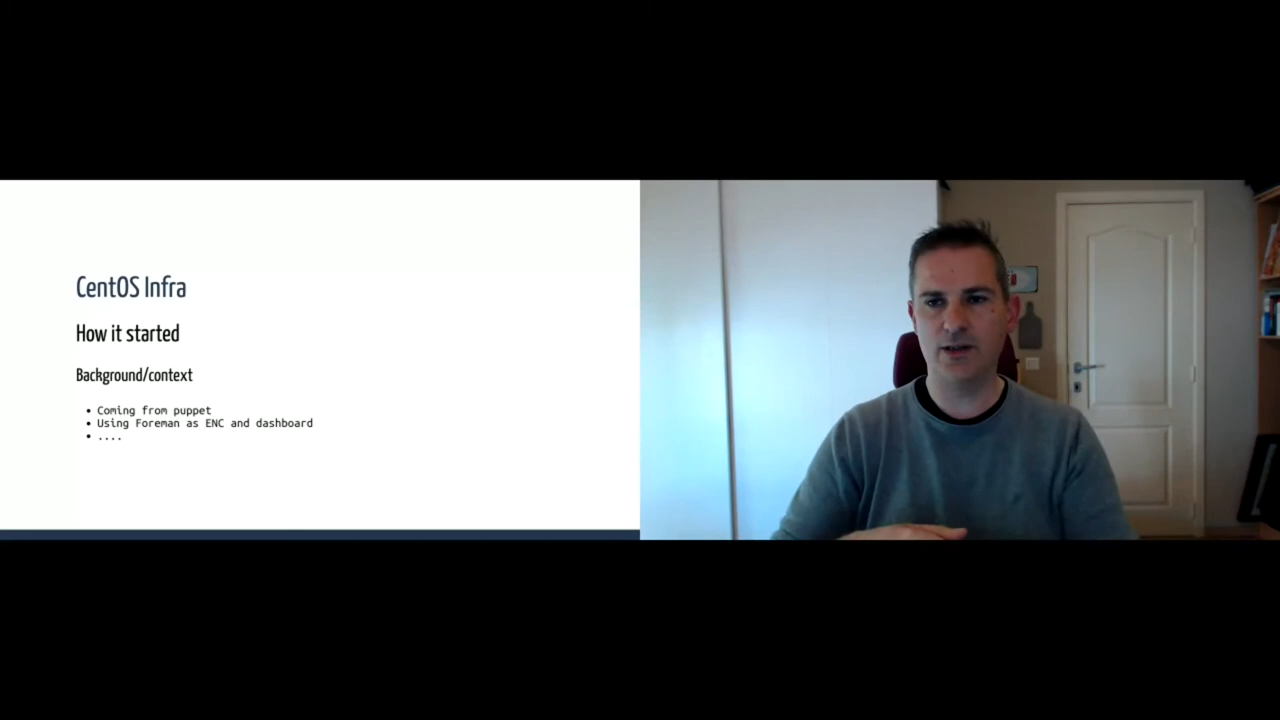 CentOS Infra
How it started
Background/context
• Coming from puppet
• Using Foreman as ENC and dashboard
• ....